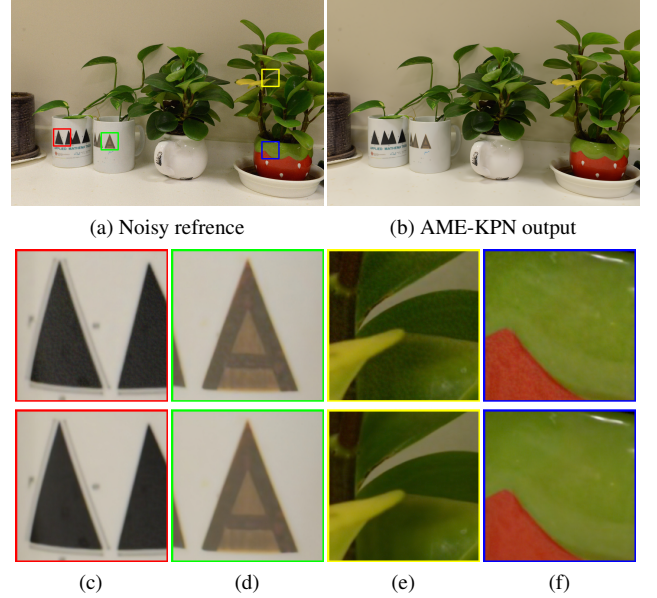 (a) Noisy refrence
(b) AME-KPN output
(c)
(d)
(e)
(f)